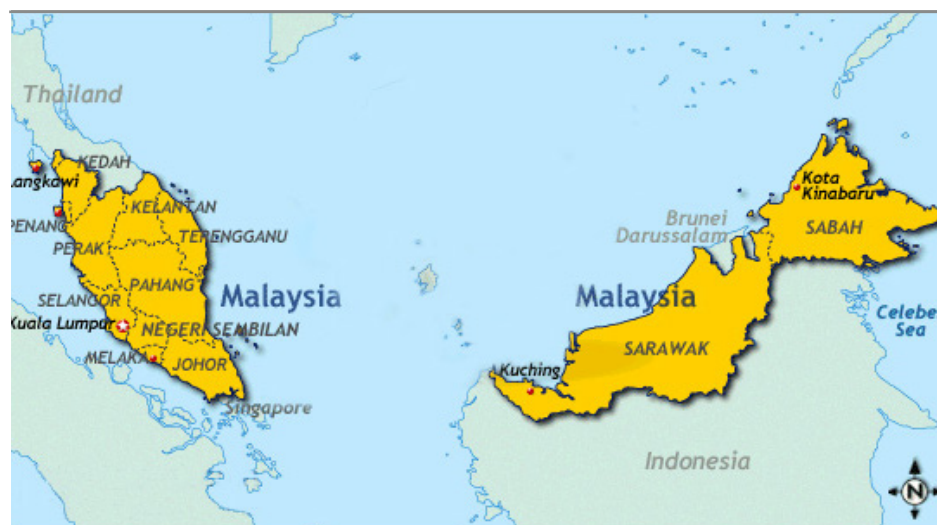 Thailand
KEDAH
Langkawi
KELANTAN
PENANG
TERENGGANU
PERAK
PAHANG
SELANGOR
Malaysia
Kuala Lumpur
NEGERI SEMBILAN
MELAKA
JOHOR
Singapore
Kota
Kinabaru
SABAH
Brunei
Darussalam
Malaysia
Celebe
Sea
SARAWAK
Kuching
Indonesia
N